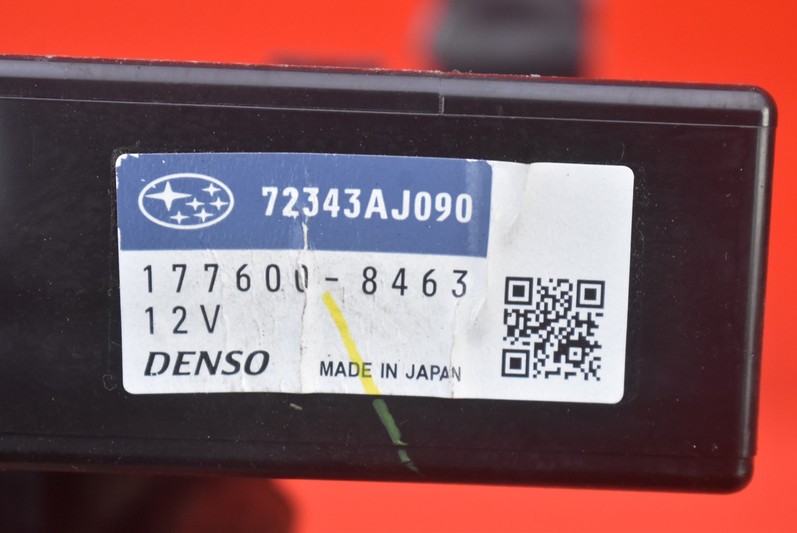 72343AJ090
177600-8463
12V
DENSO
MADE IN JAPAN